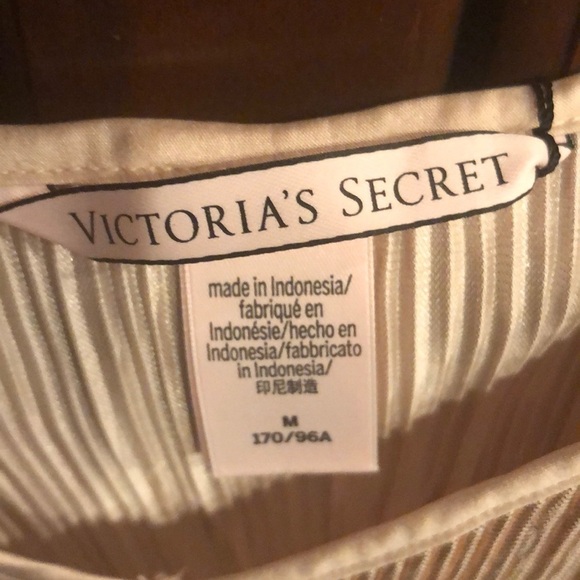 VICTORIA'S SECRET
made in Indonesia/
fabriqué en
Indonésie/hecho en
Indonesia/fabbricato
in Indonesia/
印尼制造
M
170/96A